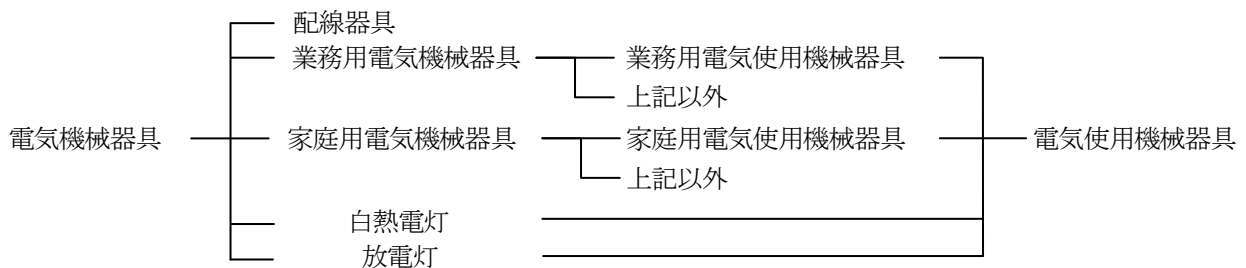 配線器具
業務用電気機械器具
業務用電気使用機械器具
上記以外
電気機械器具
家庭用電気機械器具
家庭用電気使用機械器具
電気使用機械器具
上記以外
白熱電灯
放電灯